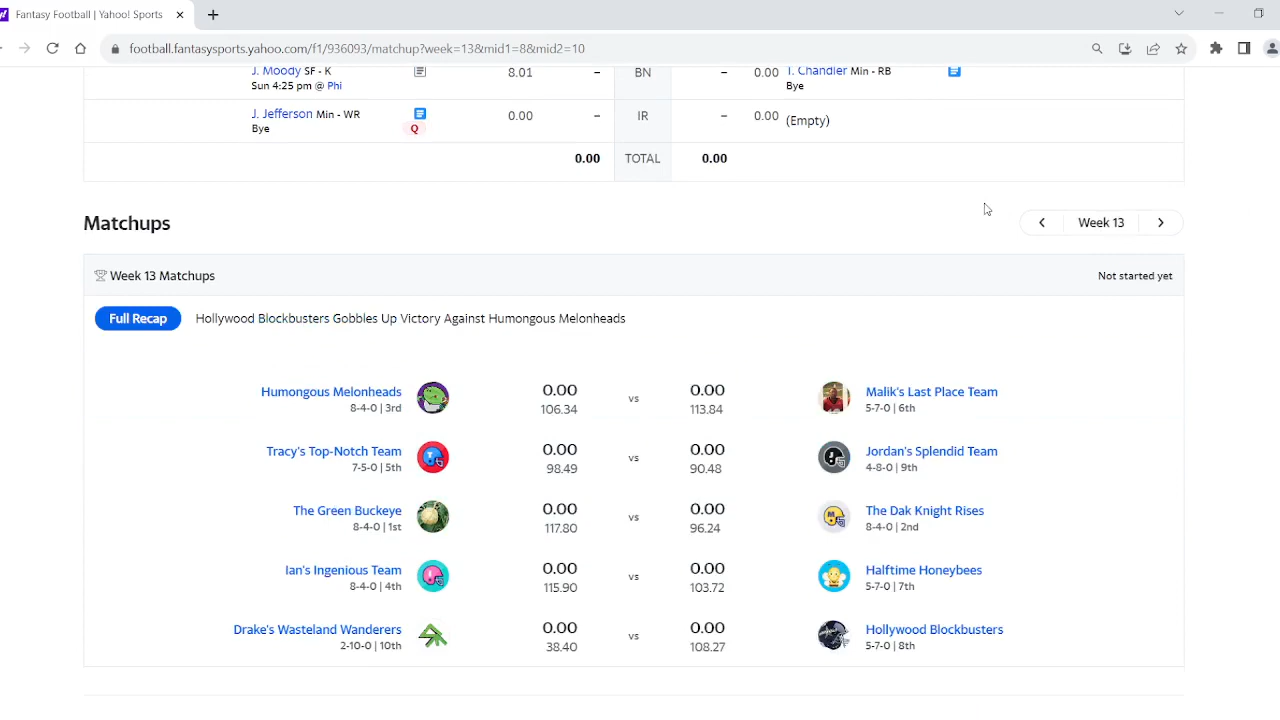 Fantasy Football | Yahoo! Sports
football.fantasysports.yahoo.com/f1/936093/matchup?week=13&mid1=8&mid2=10
J. Moody SF - K 8.01 – BN – 0.00 T. Chandler Min - RB
Sun 4:25 pm @ Phi Bye
J. Jefferson Min - WR 0.00 – IR – 0.00 (Empty)
Bye Q
0.00 TOTAL 0.00
Matchups
Week 13
Week 13 Matchups Not started yet
Full Recap Hollywood Blockbusters Gobbles Up Victory Against Humongous Melonheads
Humongous Melonheads 0.00 vs 0.00 Malik's Last Place Team
8-4-0 | 3rd 106.34 113.84 5-7-0 | 6th
Tracy's Top-Notch Team 0.00 vs 0.00 Jordan's Splendid Team
7-5-0 | 5th 98.49 90.48 4-8-0 | 9th
The Green Buckeye 0.00 vs 0.00 The Dak Knight Rises
8-4-0 | 1st 117.80 96.24 8-4-0 | 2nd
Ian's Ingenious Team 0.00 vs 0.00 Halftime Honeybees
8-4-0 | 4th 115.90 103.72 5-7-0 | 7th
Drake's Wasteland Wanderers 0.00 vs 0.00 Hollywood Blockbusters
2-10-0 | 10th 38.40 108.27 5-7-0 | 8th